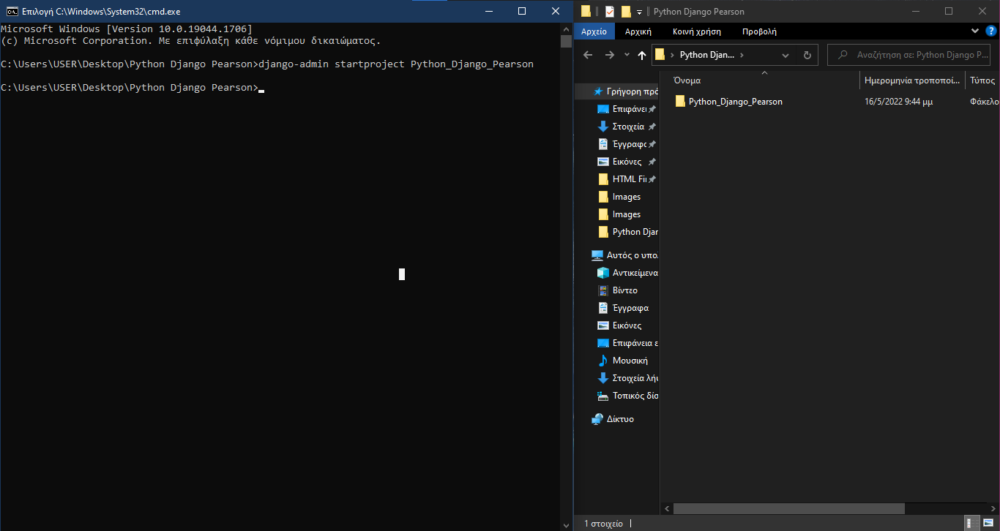 Επιλογή C:\Windows\System32\cmd.exe
Microsoft Windows [Version 10.0.19044.1706]
(c) Microsoft Corporation. Με επιφύλαξη κάθε νόμιμου δικαιώματος.
C:\Users\USER\Desktop\Python Django Pearson>django-admin startproject Python_Django_Pearson
C:\Users\USER\Desktop\Python Django Pearson>
Python Django Pearson
Αρχείο Αρχική Κοινή χρήση Προβολή
Python Djan...
Αναζήτηση σε: Python Django P...
Όνομα Ημερομηνία τροποποί... Τύπος
Python_Django_Pearson 16/5/2022 9:44 μμ Φάκελο
Γρήγορη πρό
Επιφάνει
Στοιχεία
Έγγραφα
Εικόνες
HTML Fi
Images
Images
Python Djan
Αυτός ο υπολ
Αντικείμενα
Βίντεο
Έγγραφα
Εικόνες
Επιφάνεια ε
Μουσική
Στοιχεία λήψ
Τοπικός δίσ
Δίκτυο
1 στοιχείο